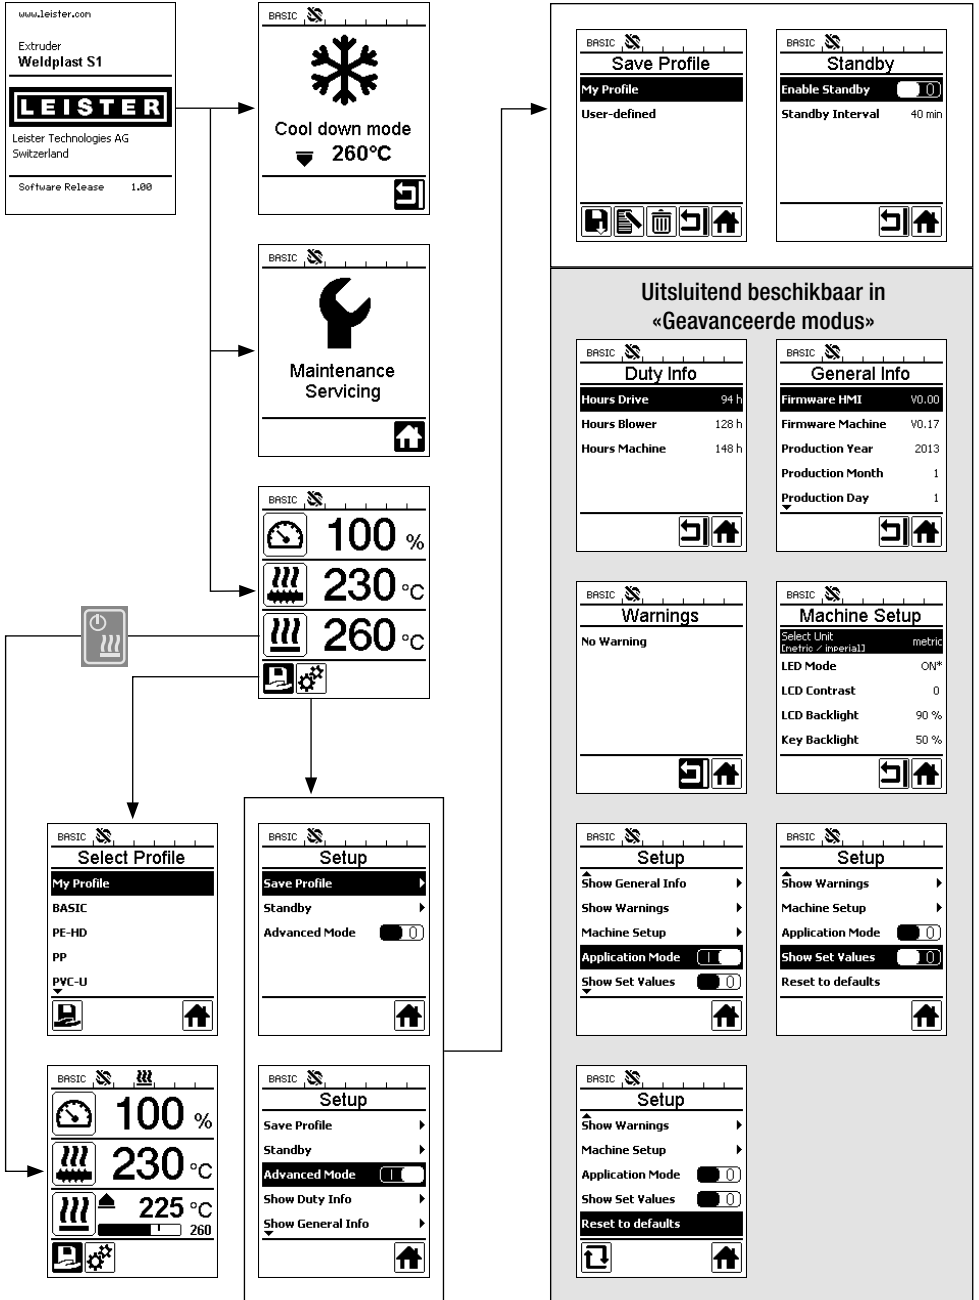 www.leister.com
Extruder
Weldplast S1
LEISTER
Leister Technologies AG
Switzerland
Software Release 1.00
BASIC
Cool down mode
260°C
BASIC
Maintenance
Servicing
BASIC
100 %
230 °C
260 °C
BASIC
Select Profile
My Profile
BASIC
PE-HD
PP
PVC-U
BASIC
100 %
230 °C
225 °C
260
BASIC
Setup
Save Profile
Standby
Advanced Mode 0
BASIC
Setup
Save Profile
Standby
Advanced Mode I
Show Duty Info
Show General Info
BASIC
Save Profile
My Profile
User-defined
BASIC
Standby
Enable Standby 0
Standby Interval 40 min
Uitsluitend beschikbaar in
«Geavanceerde modus»
BASIC
Duty Info
Hours Drive 94 h
Hours Blower 128 h
Hours Machine 148 h
BASIC
General Info
Firmware HMI V0.00
Firmware Machine V0.17
Production Year 2013
Production Month 1
Production Day 1
BASIC
Warnings
No Warning
BASIC
Machine Setup
Select Unit metric
[metric / imperial]
LED Mode ON*
LCD Contrast 0
LCD Backlight 90 %
Key Backlight 50 %
BASIC
Setup
Show General Info
Show Warnings
Machine Setup
Application Mode I
Show Set Values 0
BASIC
Setup
Show Warnings
Machine Setup
Application Mode 0
Show Set Values 0
Reset to defaults
BASIC
Setup
Show Warnings
Machine Setup
Application Mode 0
Show Set Values 0
Reset to defaults